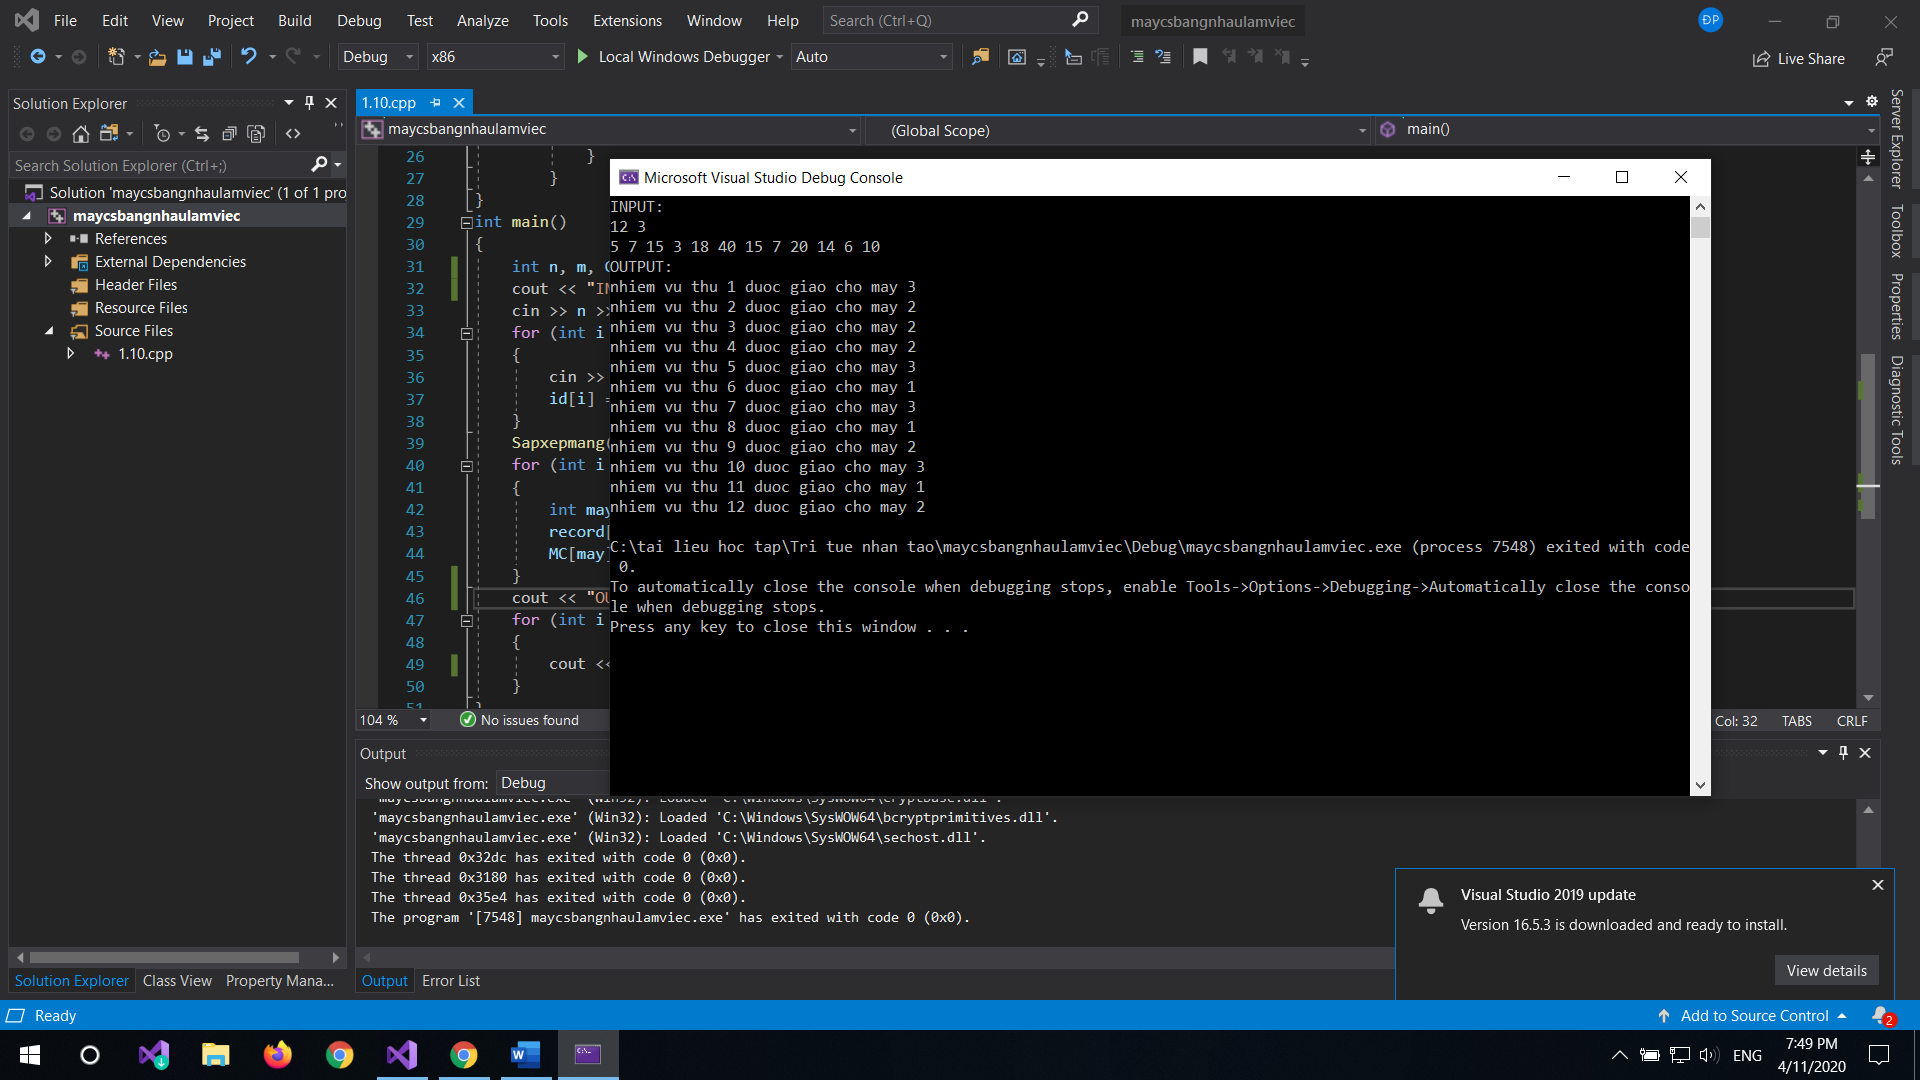 File Edit View Project Build Debug Test Analyze Tools Extensions Window Help Search (Ctrl+Q) maycsbangnhaulamviec ĐP
Debug x86 Local Windows Debugger Auto Live Share
Solution Explorer
Search Solution Explorer (Ctrl+;)
Solution 'maycsbangnhaulamviec' (1 of 1 pro
maycsbangnhaulamviec
References
External Dependencies
Header Files
Resource Files
Source Files
1.10.cpp
Solution Explorer Class View Property Mana...
1.10.cpp
maycsbangnhaulamviec (Global Scope) main()
26 }
27 }
28 }
29 int main()
30 {
31 int n, m,
32 cout << "IN
33 cin >> n >>
34 for (int i
35 {
36 cin >>
37 id[i] =
38 }
39 Sapxepmang(
40 for (int i
41 {
42 int may
43 record[
44 MC[may]
45 }
46 cout << "OU
47 for (int i
48 {
49 cout <<
50 }
51 }
104 % No issues found Col: 32 TABS CRLF
Microsoft Visual Studio Debug Console
INPUT:
12 3
5 7 15 3 18 40 15 7 20 14 6 10
OUTPUT:
nhiem vu thu 1 duoc giao cho may 3
nhiem vu thu 2 duoc giao cho may 2
nhiem vu thu 3 duoc giao cho may 2
nhiem vu thu 4 duoc giao cho may 2
nhiem vu thu 5 duoc giao cho may 3
nhiem vu thu 6 duoc giao cho may 1
nhiem vu thu 7 duoc giao cho may 3
nhiem vu thu 8 duoc giao cho may 1
nhiem vu thu 9 duoc giao cho may 2
nhiem vu thu 10 duoc giao cho may 3
nhiem vu thu 11 duoc giao cho may 1
nhiem vu thu 12 duoc giao cho may 2
C:\tai lieu hoc tap\Tri tue nhan tao\maycsbangnhaulamviec\Debug\maycsbangnhaulamviec.exe (process 7548) exited with code
0.
To automatically close the console when debugging stops, enable Tools->Options->Debugging->Automatically close the conso
le when debugging stops.
Press any key to close this window . . .
Server Explorer
Toolbox
Properties
Diagnostic Tools
Output
Show output from: Debug
'maycsbangnhaulamviec.exe' (Win32): Loaded 'C:\Windows\SysWOW64\cryptbase.dll'.
'maycsbangnhaulamviec.exe' (Win32): Loaded 'C:\Windows\SysWOW64\bcryptprimitives.dll'.
'maycsbangnhaulamviec.exe' (Win32): Loaded 'C:\Windows\SysWOW64\sechost.dll'.
The thread 0x32dc has exited with code 0 (0x0).
The thread 0x3180 has exited with code 0 (0x0).
The thread 0x35e4 has exited with code 0 (0x0).
The program '[7548] maycsbangnhaulamviec.exe' has exited with code 0 (0x0).
Output Error List
Visual Studio 2019 update
Version 16.5.3 is downloaded and ready to install.
View details
Ready Add to Source Control 2
ENG
7:49 PM
4/11/2020